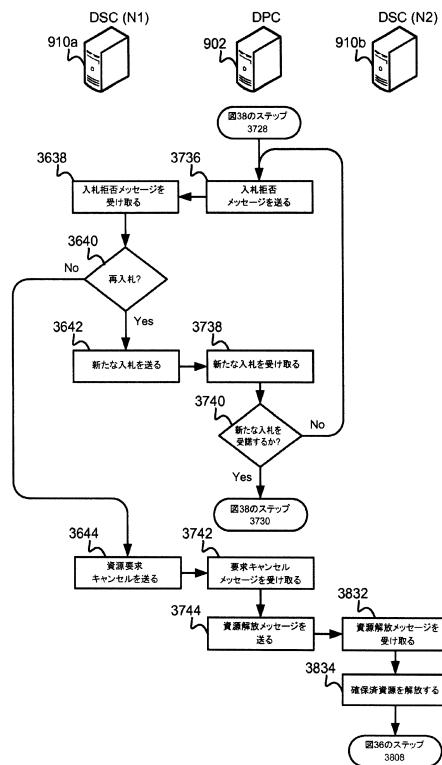 DSC (N1)
DPC
DSC (N2)
910a
902
910b
図38のステップ
3728
3638
3736
入札拒否メッセージを
受け取る
入札拒否
メッセージを送る
3640
No
再入札?
Yes
3642
3738
新たな入札を送る
新たな入札を受け取る
3740
新たな入札を
受諾するか?
No
Yes
図38のステップ
3730
3644
3742
資源要求
キャンセルを送る
要求キャンセル
メッセージを受け取る
3744
3832
資源解放メッセージを
送る
資源解放メッセージを
受け取る
3834
確保済資源を解放する
図36のステップ
3806